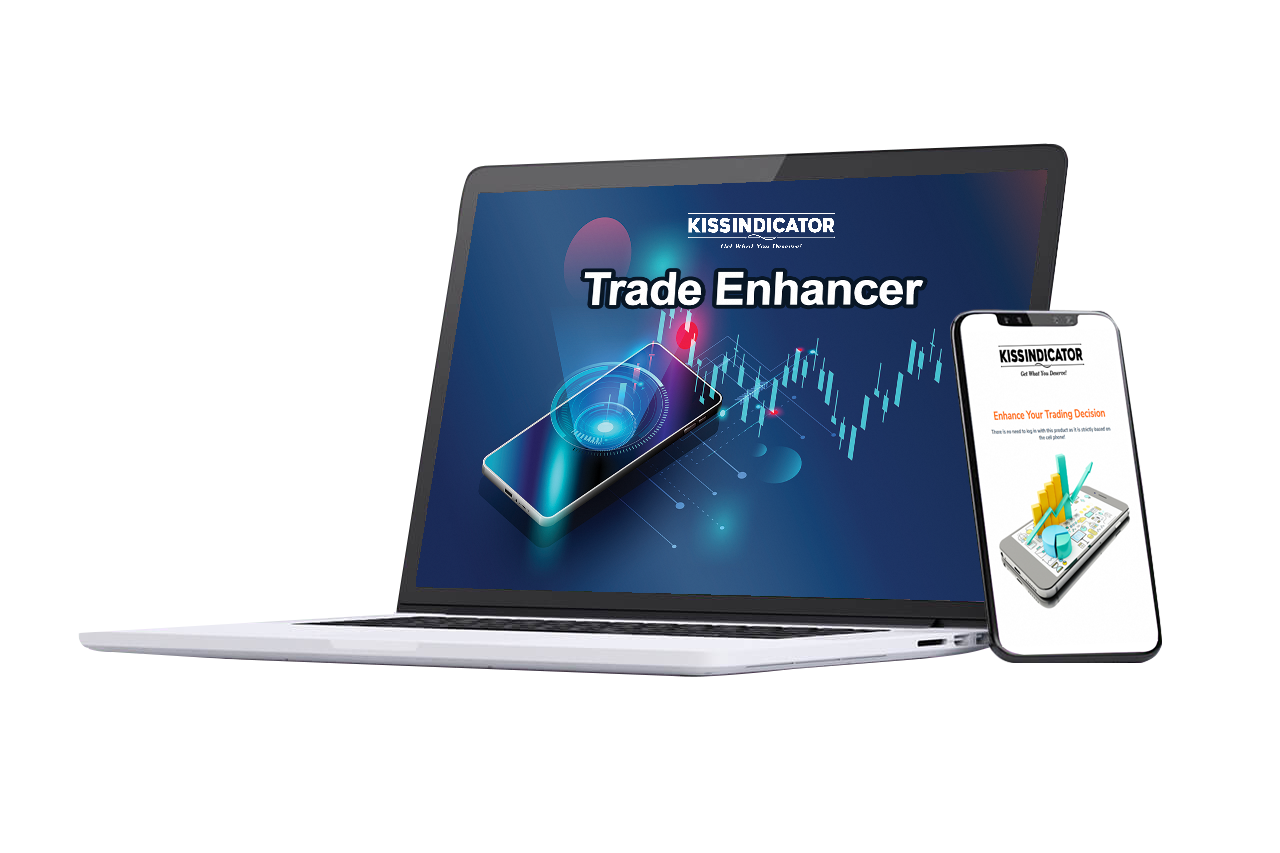 KISSINDICATOR
Get What You Deserve!
Trade Enhancer
KISSINDICATOR
Get What You Deserve!
Enhance Your Trading Decision
There is no need to log in with this product as it is strictly based on
the cell phone!